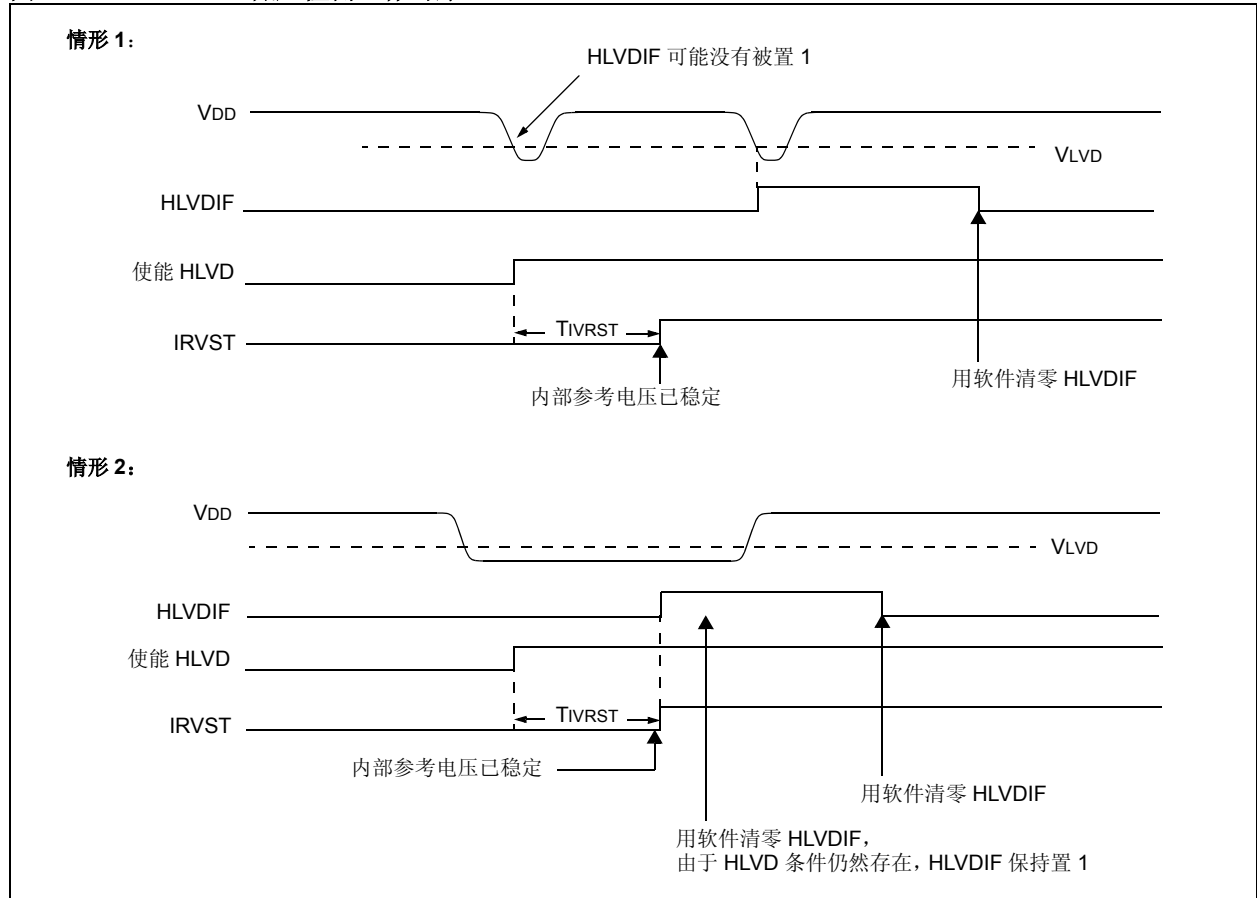 情形 1：
HLVDIF 可能没有被置 1
VDD
VLVD
HLVDIF
使能 HLVD
TIVRST
IRVST
内部参考电压已稳定
用软件清零 HLVDIF
情形 2：
VDD
VLVD
HLVDIF
使能 HLVD
TIVRST
IRVST
内部参考电压已稳定
用软件清零 HLVDIF
用软件清零 HLVDIF，
由于 HLVD 条件仍然存在，HLVDIF 保持置 1